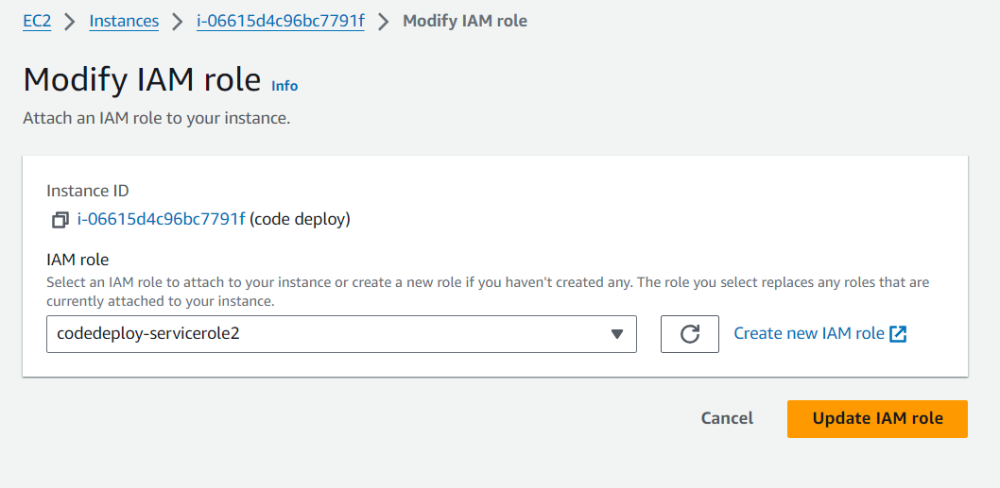 EC2 > Instances > i-06615d4c96bc7791f > Modify IAM role
Modify IAM role Info
Attach an IAM role to your instance.
Instance ID
i-06615d4c96bc7791f (code deploy)
IAM role
Select an IAM role to attach to your instance or create a new role if you haven't created any. The role you select replaces any roles that are
currently attached to your instance.
codedeploy-servicerole2 Create new IAM role
Cancel Update IAM role